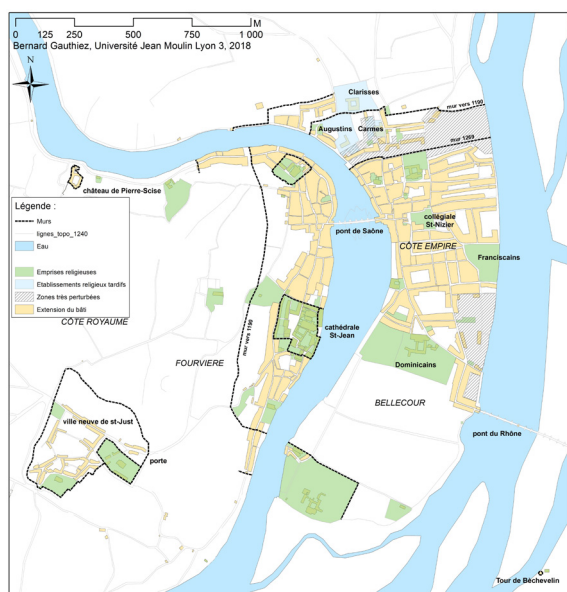 0 250 500 1 000
M
Bernard Gauthiez, Université Jean Moulin Lyon 3, 2018
N
Clarisses
mur vers 1190
Augustins
Carmes
mur 1269
château de Pierre-Scise
Légende :
Murs
lignes_topo_1240
Eau
Emprises religieuses
Etablissements religieux tardifs
Zones très perturbées
Extension du bâti
pont de Saône
collégiale
St-Nizier
CÔTE EMPIRE
Franciscains
CÔTE ROYAUME
mur vers 1190
cathédrale
St-Jean
FOURVIERE
Dominicains
BELLECOUR
ville neuve de st-Just
porte
pont du Rhône
Tour de Béchevelin